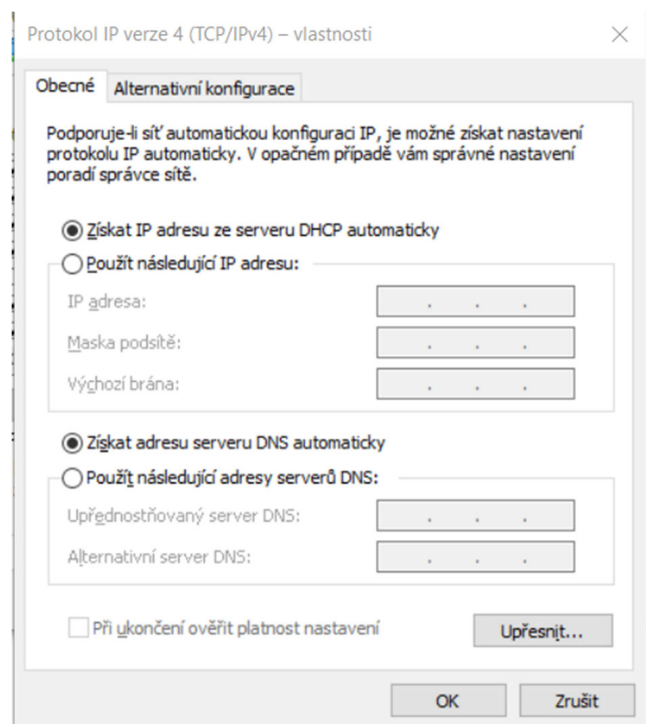 Protokol IP verze 4 (TCP/IPv4) – vlastnosti
Obecné
Alternativní konfigurace
Podporuje-li síť automatickou konfiguraci IP, je možné získat nastavení
protokolu IP automaticky. V opačném případě vám správné nastavení
poradí správce sítě.
Získat IP adresu ze serveru DHCP automaticky
Použít následující IP adresu:
IP adresa:
Maska podsítě:
Výchozí brána:
Získat adresu serveru DNS automaticky
Použít následující adresy serverů DNS:
Upřednostňovaný server DNS:
Alternativní server DNS:
Při ukončení ověřit platnost nastavení
Upřesnit...
OK
Zrušit